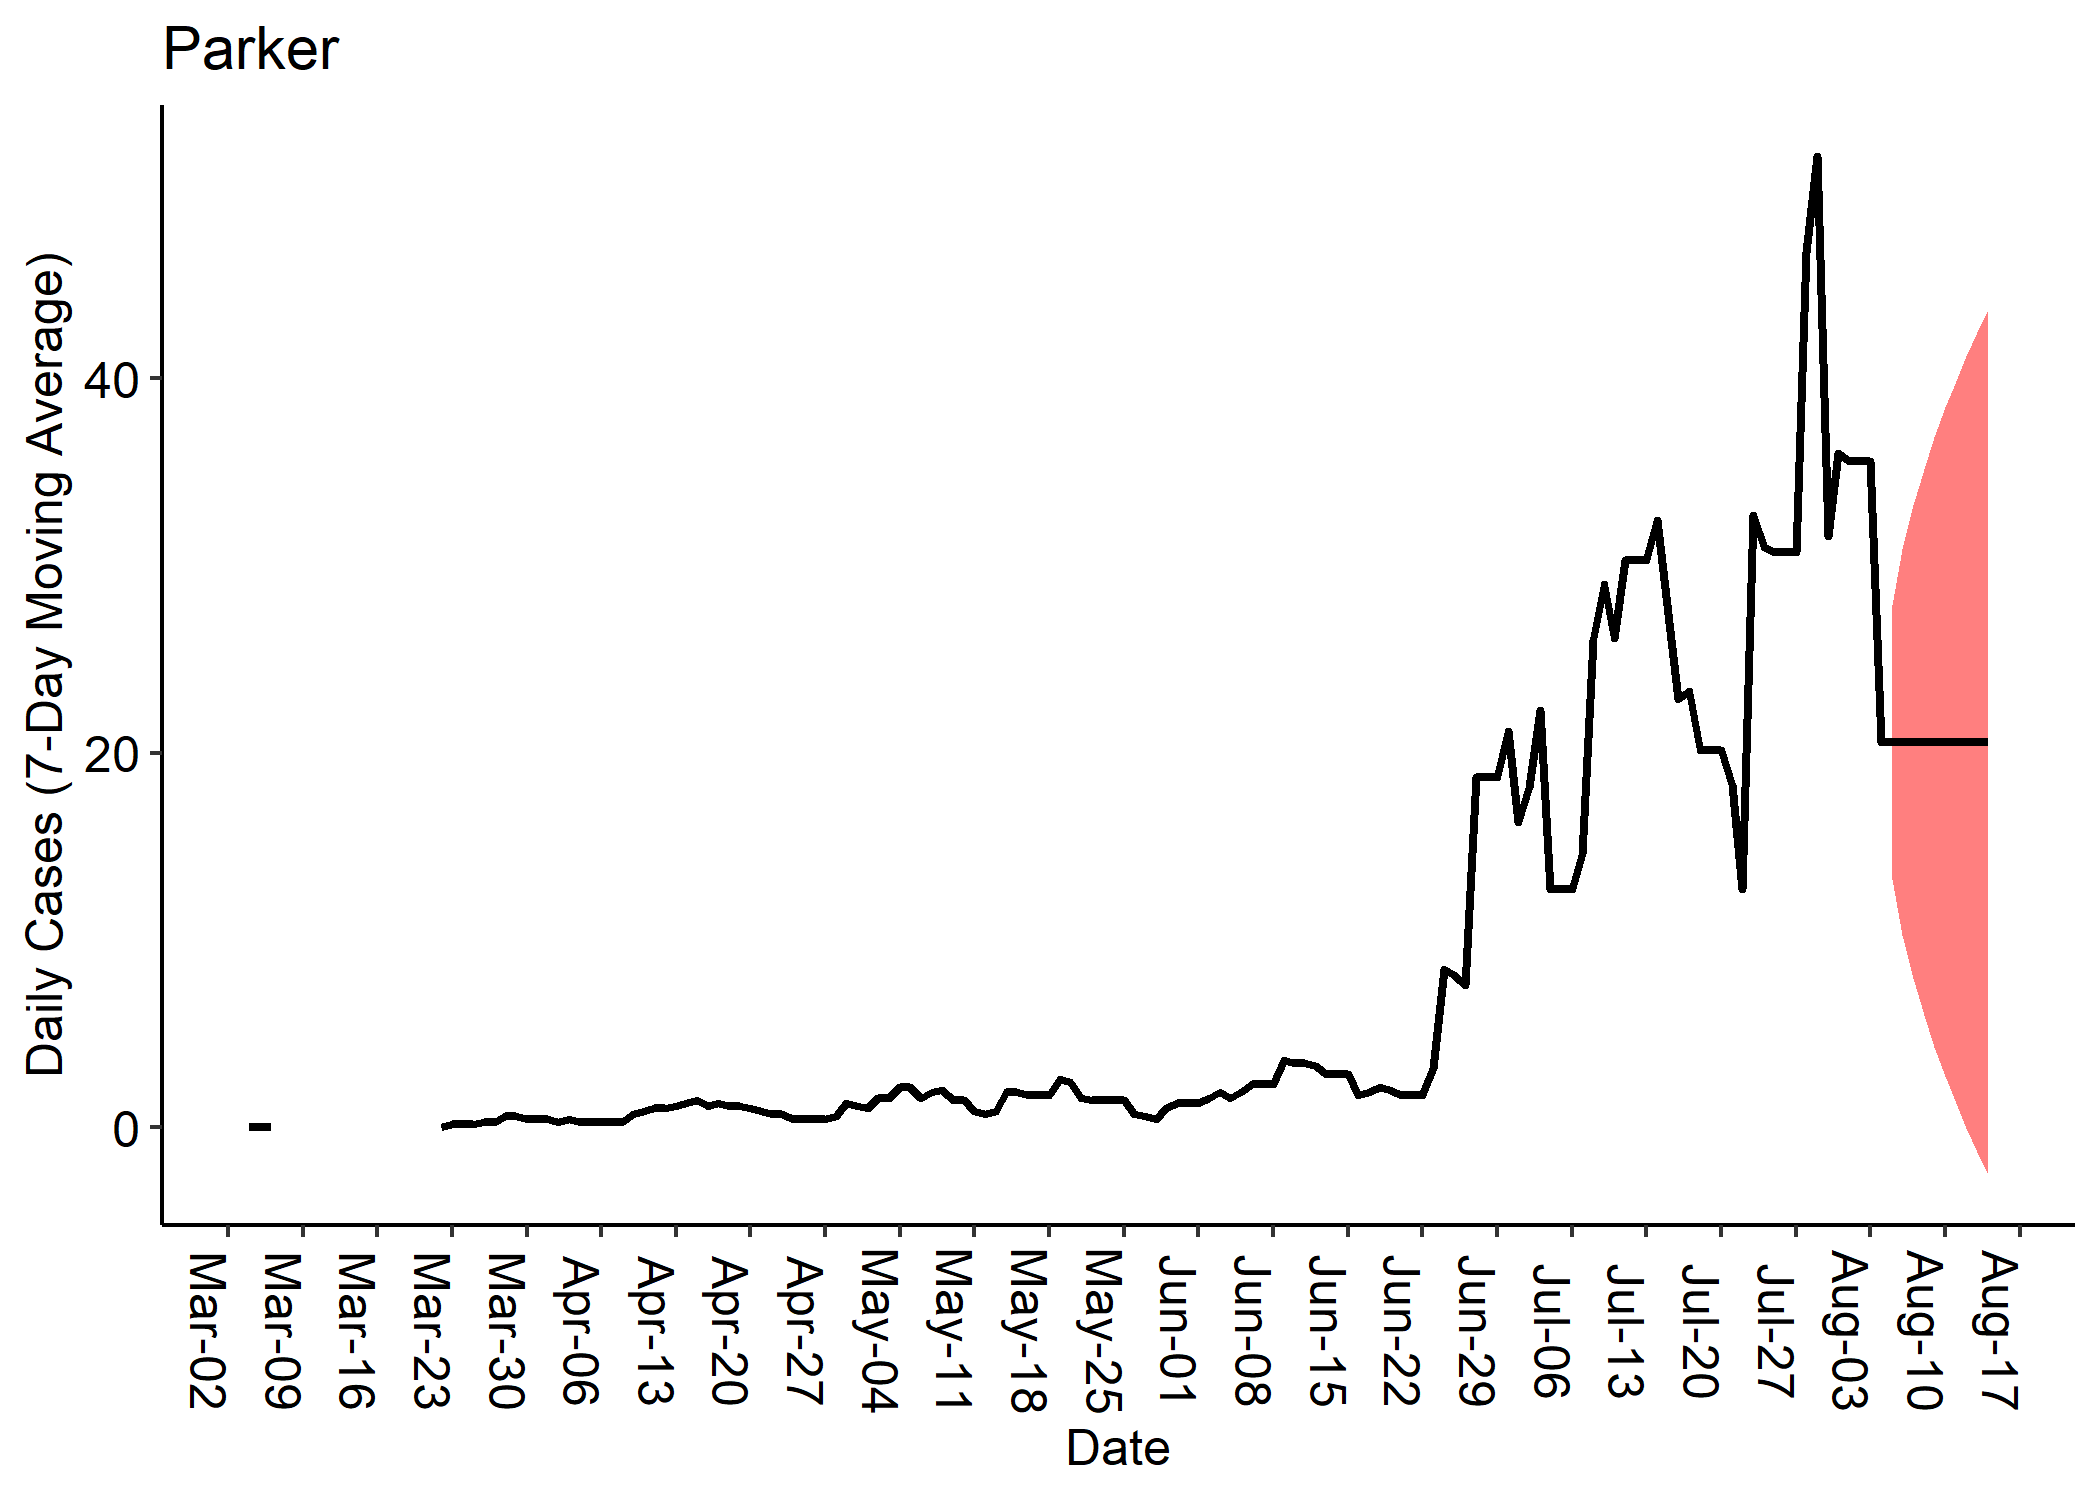 Parker
Daily Cases (7-Day Moving Average)
40
20
0
Mar-02
Mar-09
Mar-16
Mar-23
Mar-30
Apr-06
Apr-13
Apr-20
Apr-27
May-04
May-11
May-18
May-25
Jun-01
Jun-08
Jun-15
Jun-22
Jun-29
Jul-06
Jul-13
Jul-20
Jul-27
Aug-03
Aug-10
Aug-17
Date